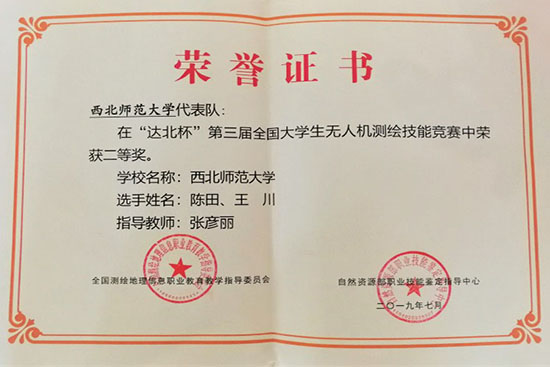 荣誉证书
西北师范大学代表队：
在“达北杯”第三届全国大学生无人机测绘技能竞赛中荣
获二等奖。
学校名称：西北师范大学
选手姓名：陈田、王 川
指导教师：张彦丽
全国测绘地理信息职业教育教学指导委员会
自然资源部职业技能鉴定指导中心
二〇一九年七月